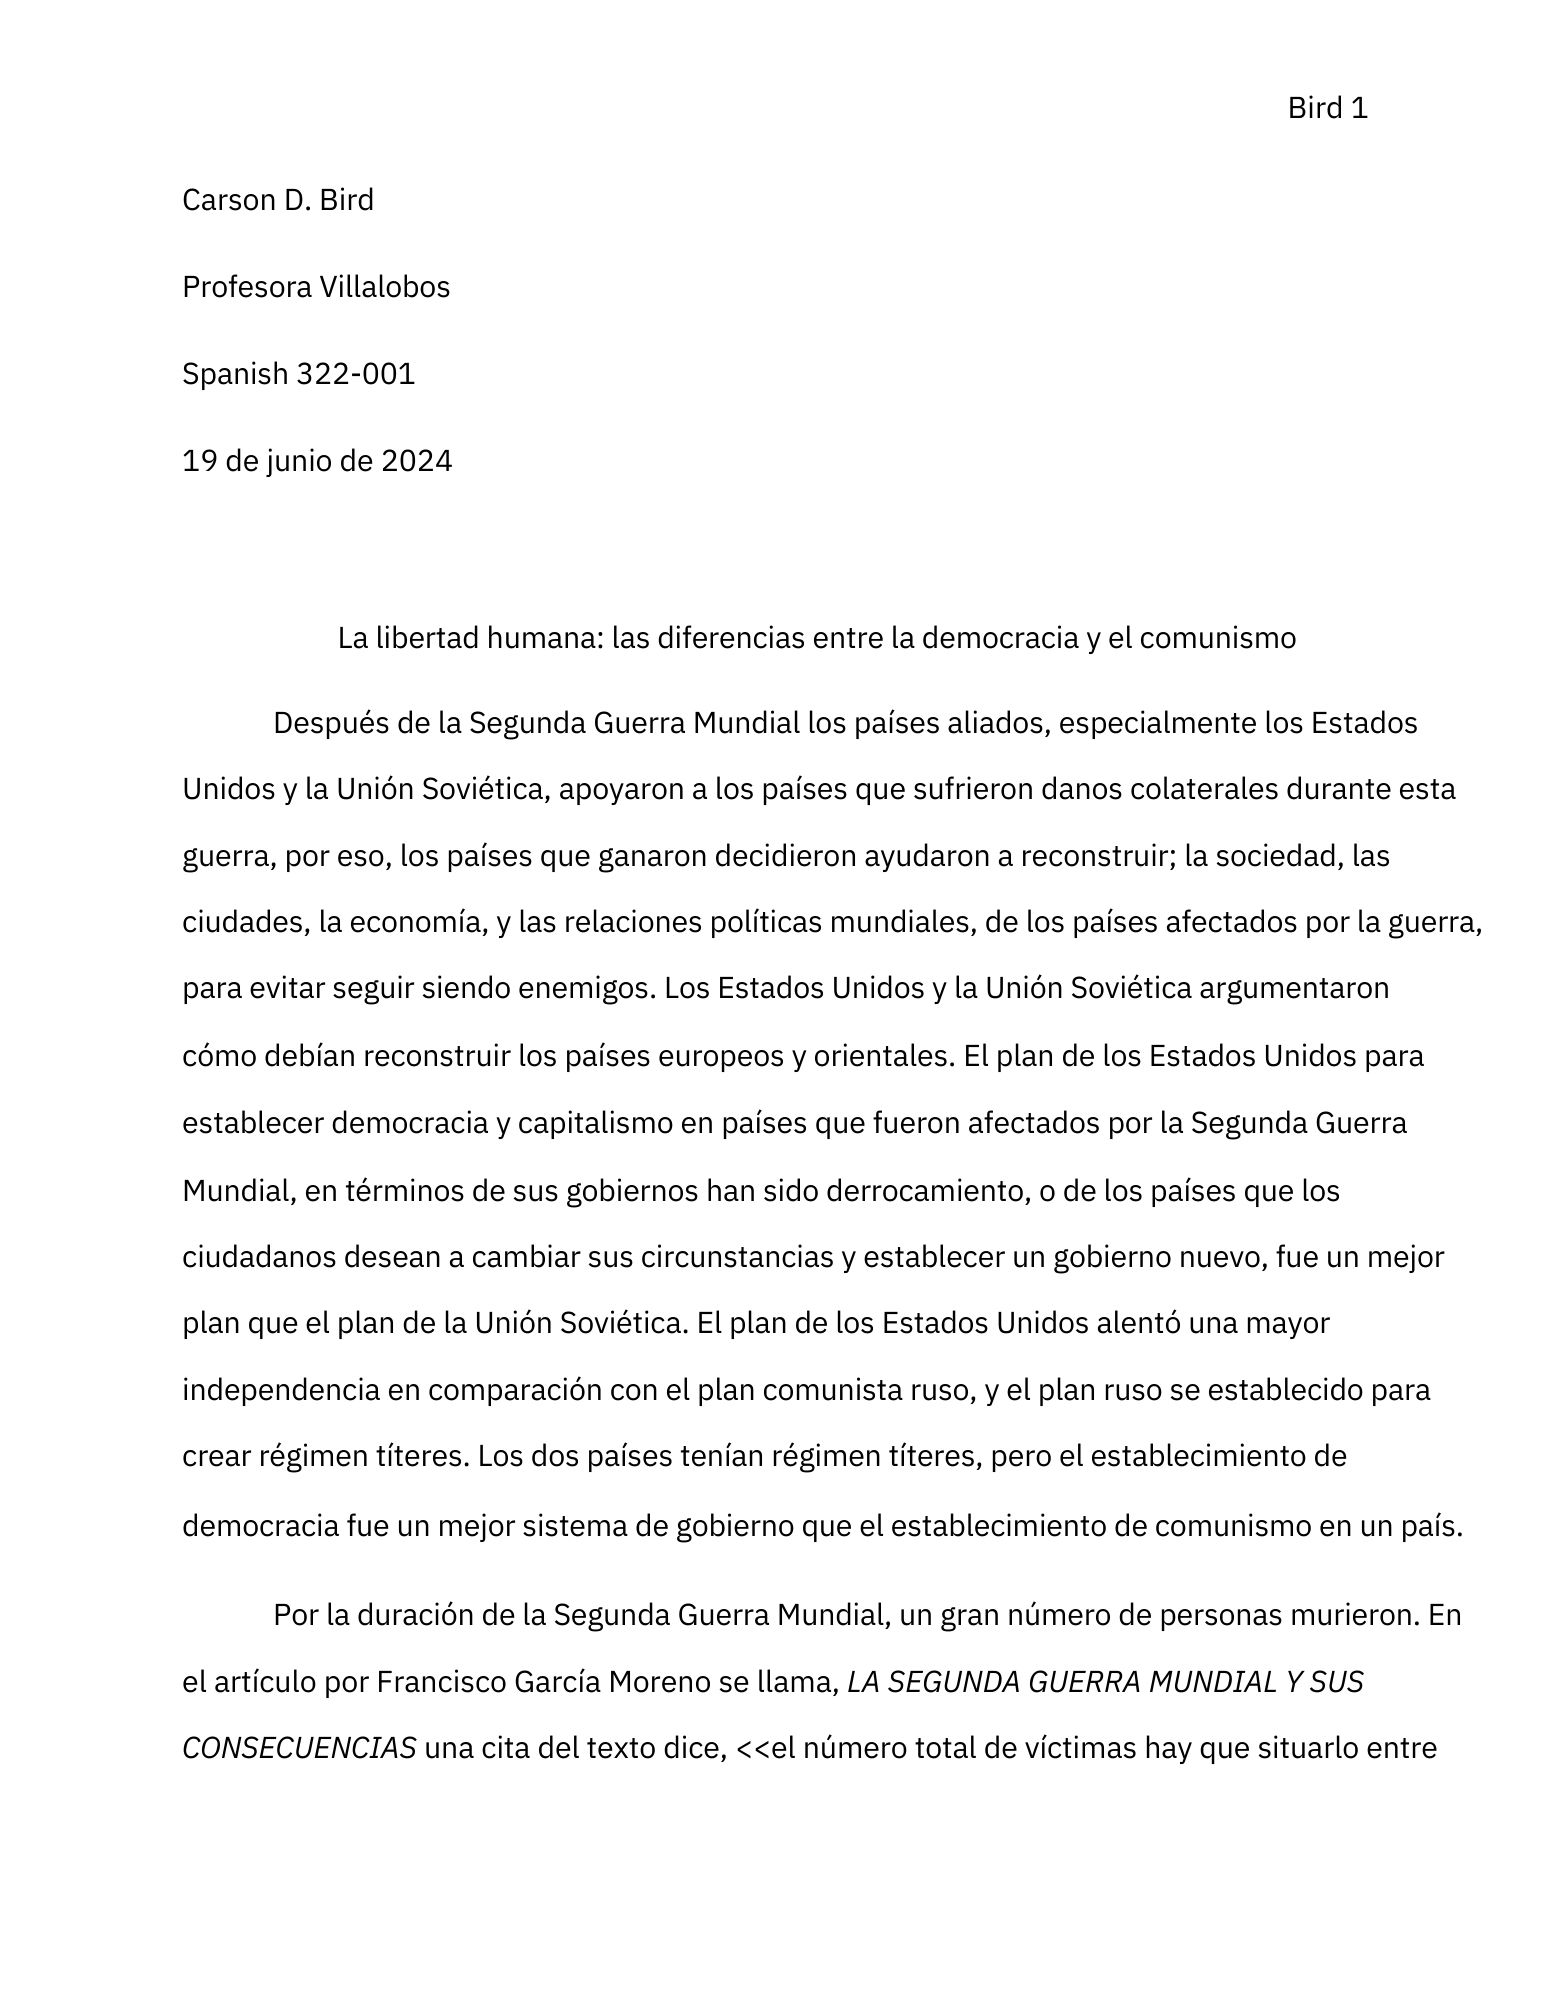 Bird 1
Carson D. Bird
Profesora Villalobos
Spanish 322-001
19 de junio de 2024
La libertad humana: las diferencias entre la democracia y el comunismo
Después de la Segunda Guerra Mundial los países aliados, especialmente los Estados
Unidos y la Unión Soviética, apoyaron a los países que sufrieron danos colaterales durante esta
guerra, por eso, los países que ganaron decidieron ayudaron a reconstruir; la sociedad, las
ciudades, la economía, y las relaciones políticas mundiales, de los países afectados por la guerra,
para evitar seguir siendo enemigos. Los Estados Unidos y la Unión Soviética argumentaron
cómo debían reconstruir los países europeos y orientales. El plan de los Estados Unidos para
establecer democracia y capitalismo en países que fueron afectados por la Segunda Guerra
Mundial, en términos de sus gobiernos han sido derrocamiento, o de los países que los
ciudadanos desean a cambiar sus circunstancias y establecer un gobierno nuevo, fue un mejor
plan que el plan de la Unión Soviética. El plan de los Estados Unidos alentó una mayor
independencia en comparación con el plan comunista ruso, y el plan ruso se establecido para
crear régimen títeres. Los dos países tenían régimen títeres, pero el establecimiento de
democracia fue un mejor sistema de gobierno que el establecimiento de comunismo en un país.
Por la duración de la Segunda Guerra Mundial, un gran número de personas murieron. En
el artículo por Francisco García Moreno se llama, LA SEGUNDA GUERRA MUNDIAL Y SUS
CONSECUENCIAS una cita del texto dice, <<el número total de víctimas hay que situarlo entre